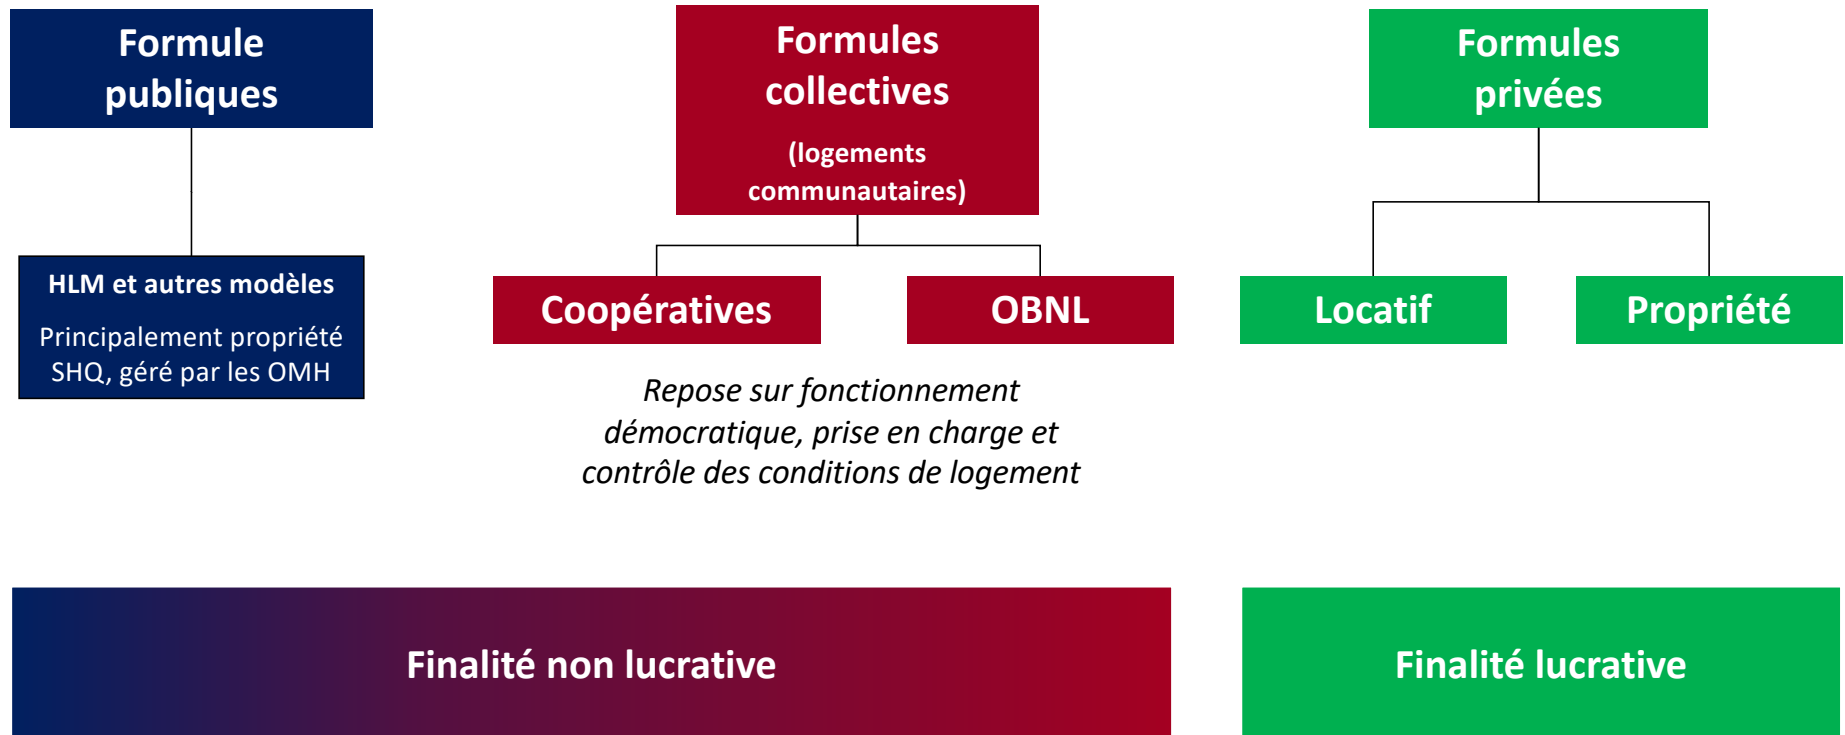 Formule
publiques
HLM et autres modèles
Principalement propriété
SHQ, géré par les OMH
Formules
collectives
(logements
communautaires)
Coopératives
OBNL
Repose sur fonctionnement
démocratique, prise en charge et
contrôle des conditions de logement
Formules
privées
Locatif
Propriété
Finalité non lucrative
Finalité lucrative